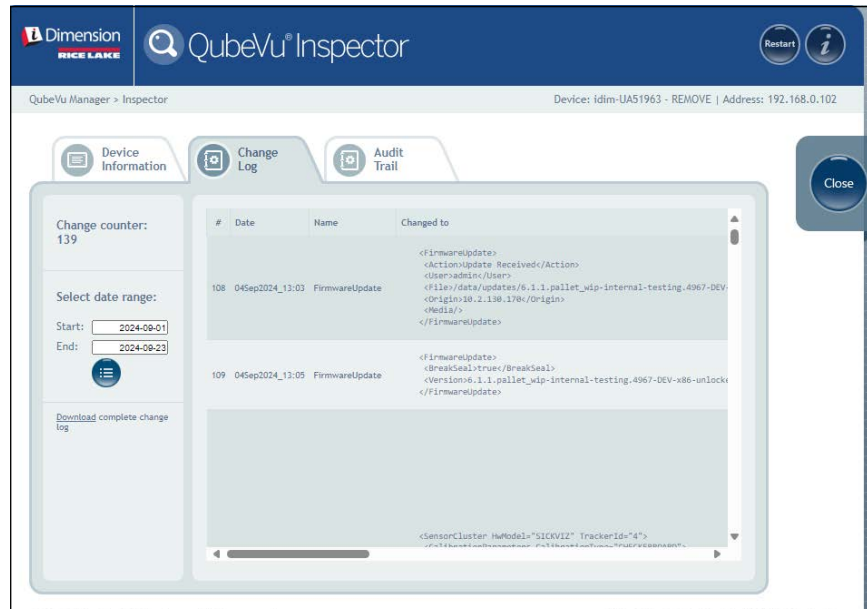 iDimension
RICE LAKE
QubeVu® Inspector
Restart
i
QubeVu Manager > Inspector
Device: idim-UA51963 - REMOVE | Address: 192.168.0.102
Device
Information
Change
Log
Audit
Trail
Close
Change counter:
139
Select date range:
Start: 2024-09-01
End: 2024-09-23
Download complete change
log
# Date Name Changed to
<FirmwareUpdate>
<Action>Update Received</Action>
<User>admin</User>
108 04Sep2024_13:03 FirmwareUpdate <File>/data/updates/6.1.1.pallet_wip-internal-testing.4967-DEV-
<Origin>10.2.130.170</Origin>
<Media/>
</FirmwareUpdate>
<FirmwareUpdate>
<BreakSeal>true</BreakSeal>
109 04Sep2024_13:05 FirmwareUpdate <Version>6.1.1.pallet_wip-internal-testing.4967-DEV-x86-unlocke
</FirmwareUpdate>
<SensorCluster HwModel="SICKVIZ" TrackerId="4">
<CalibrationParameters CalibrationType="CHECKERBOARD">